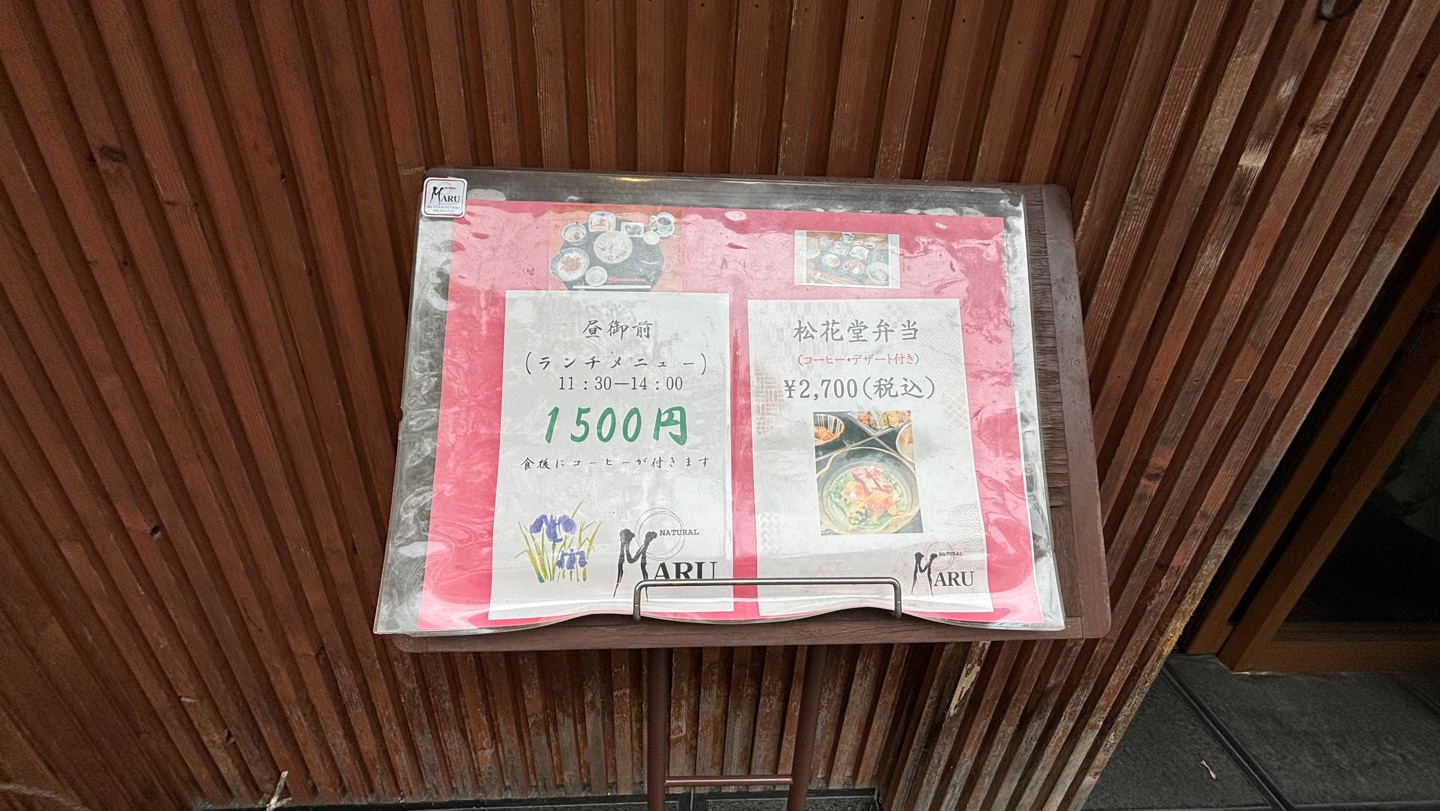 MARU
昼御前
(ランチメニュー)
11：30―14：00
1500円
食後にコーヒーが付きます
NATURAL
MARU
松花堂弁当
(コーヒー・デザート付き)
¥2,700(税込)
NATURAL
MARU